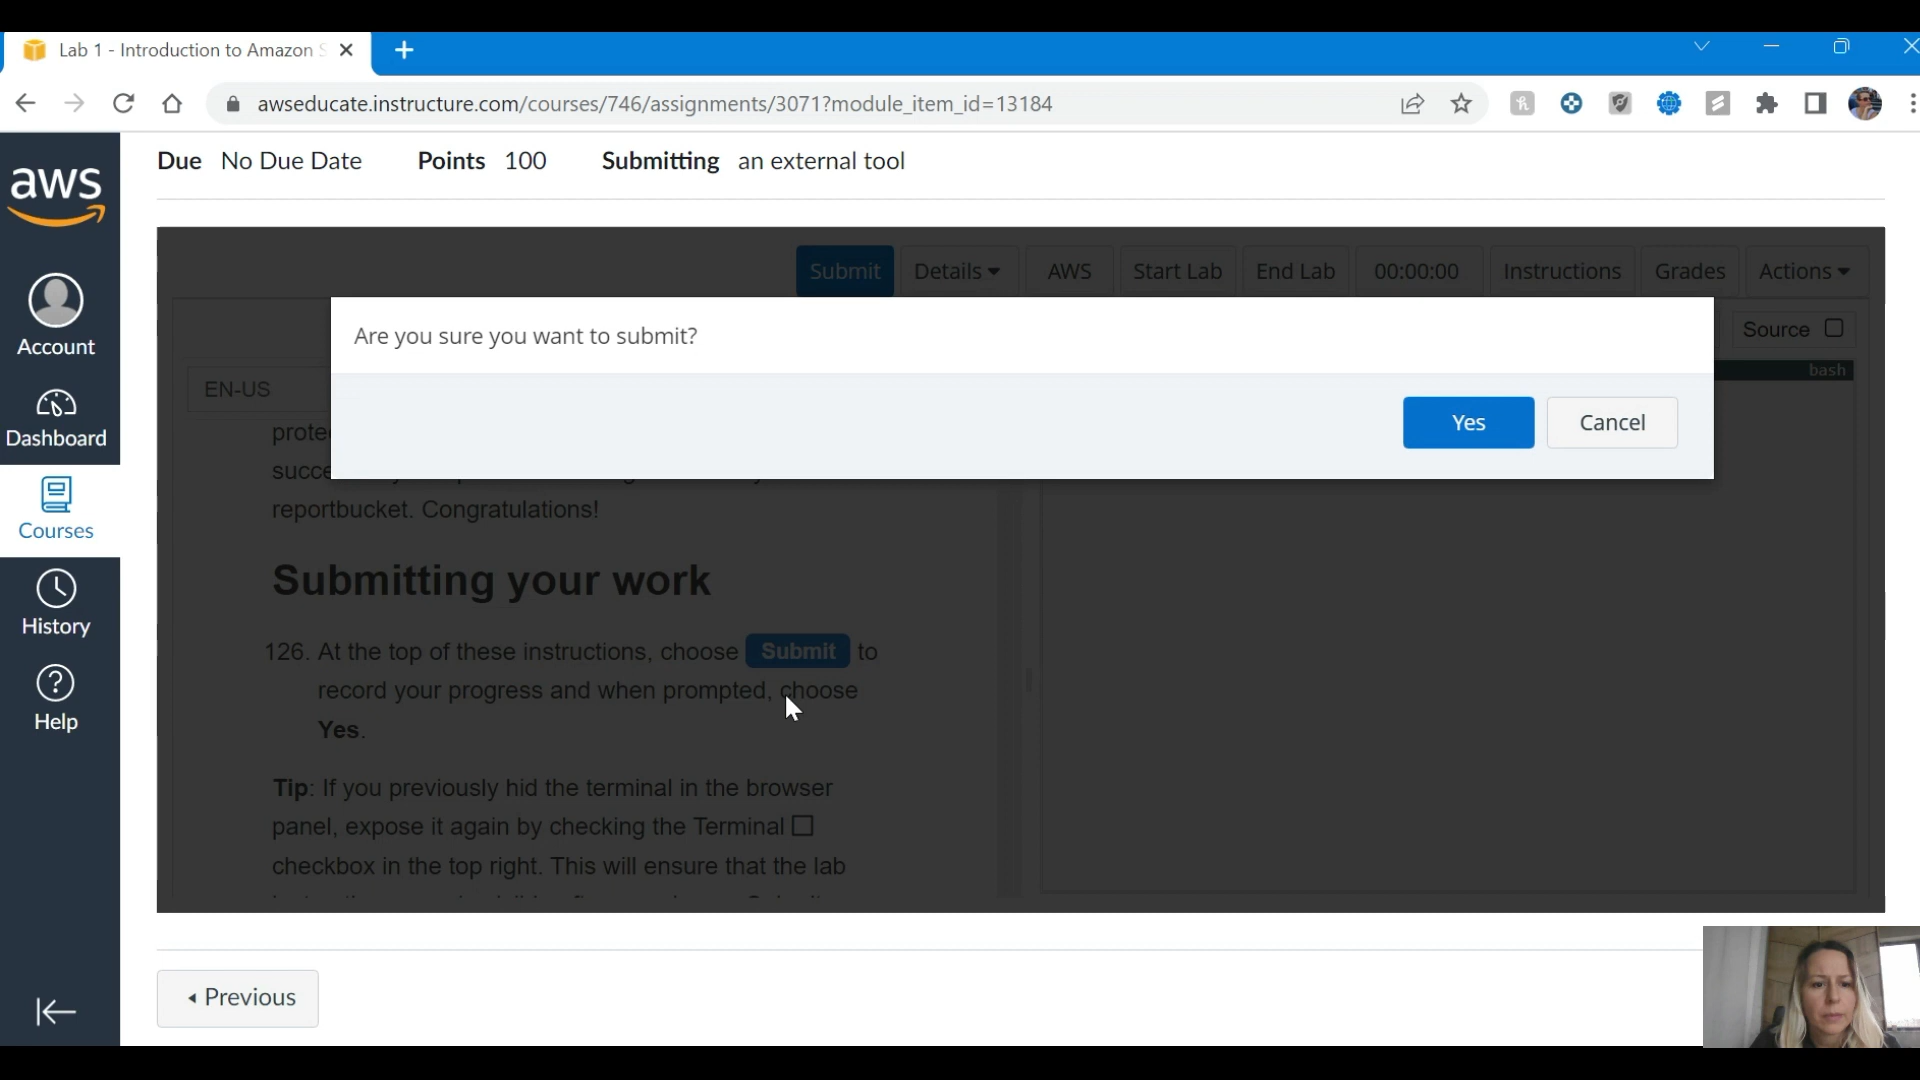 Lab 1 - Introduction to Amazon S
awseducate.instructure.com/courses/746/assignments/3071?module_item_id=13184
aws
Account
Dashboard
Courses
History
Help
Due No Due Date Points 100 Submitting an external tool
Submit Details AWS Start Lab End Lab 00:00:00 Instructions Grades Actions
Are you sure you want to submit?
Yes Cancel
Source
EN-US
bash
reportbucket. Congratulations!
Submitting your work
126. At the top of these instructions, choose Submit to
record your progress and when prompted, choose
Yes.
Tip: If you previously hid the terminal in the browser
panel, expose it again by checking the Terminal
checkbox in the top right. This will ensure that the lab
Previous